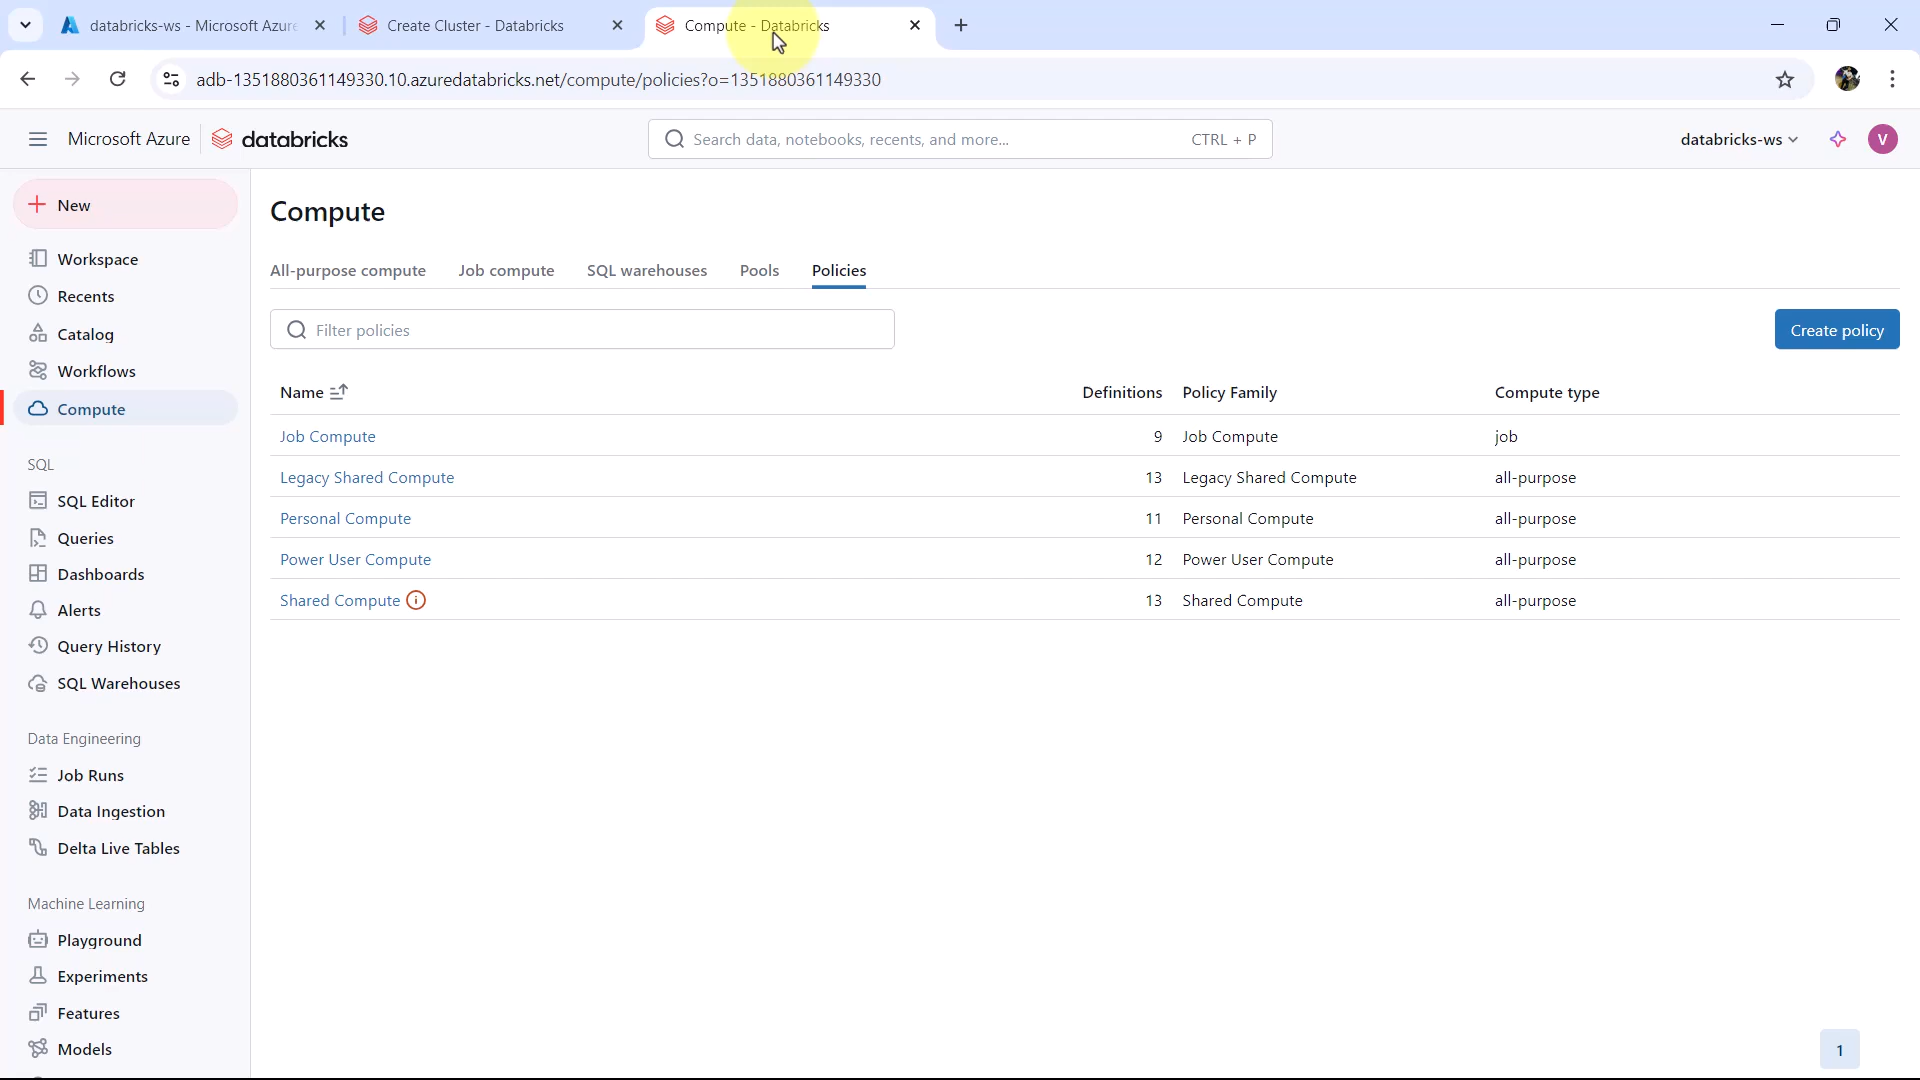 databricks-ws - Microsoft Azure
Create Cluster - Databricks
Compute - Databricks
adb-1351880361149330.10.azuredatabricks.net/compute/policies?o=1351880361149330
Microsoft Azure
databricks
Search data, notebooks, recents, and more...
CTRL + P
databricks-ws
V
New
Workspace
Recents
Catalog
Workflows
Compute
SQL
SQL Editor
Queries
Dashboards
Alerts
Query History
SQL Warehouses
Data Engineering
Job Runs
Data Ingestion
Delta Live Tables
Machine Learning
Playground
Experiments
Features
Models
Compute
All-purpose compute Job compute SQL warehouses Pools Policies
Filter policies
Create policy
Name Definitions Policy Family Compute type
Job Compute 9 Job Compute job
Legacy Shared Compute 13 Legacy Shared Compute all-purpose
Personal Compute 11 Personal Compute all-purpose
Power User Compute 12 Power User Compute all-purpose
Shared Compute 13 Shared Compute all-purpose
1